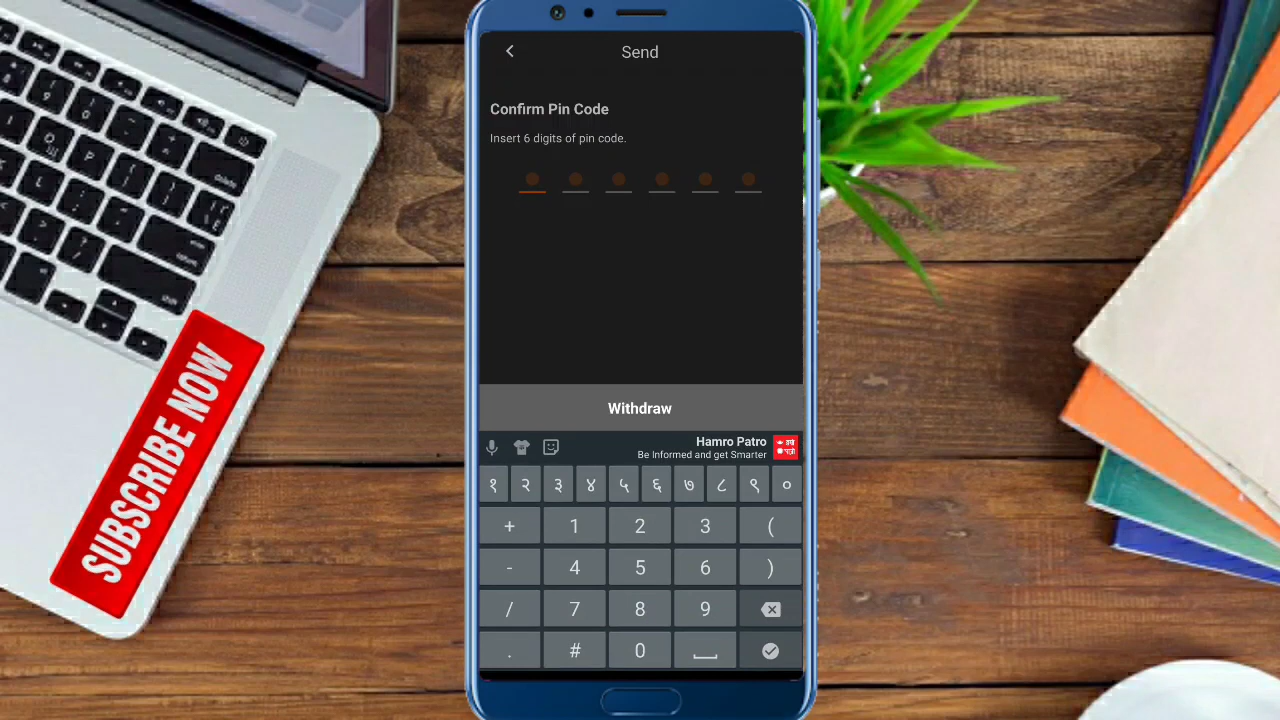 Send
Confirm Pin Code
Insert 6 digits of pin code.
Withdraw
Hamro Patro
Be Informed and get Smarter
१ २ ३ ४ ५ ६ ७ ८ ९ ०
+ 1 2 3 (
- 4 5 6 )
/ 7 8 9
. # 0
SUBSCRIBE NOW